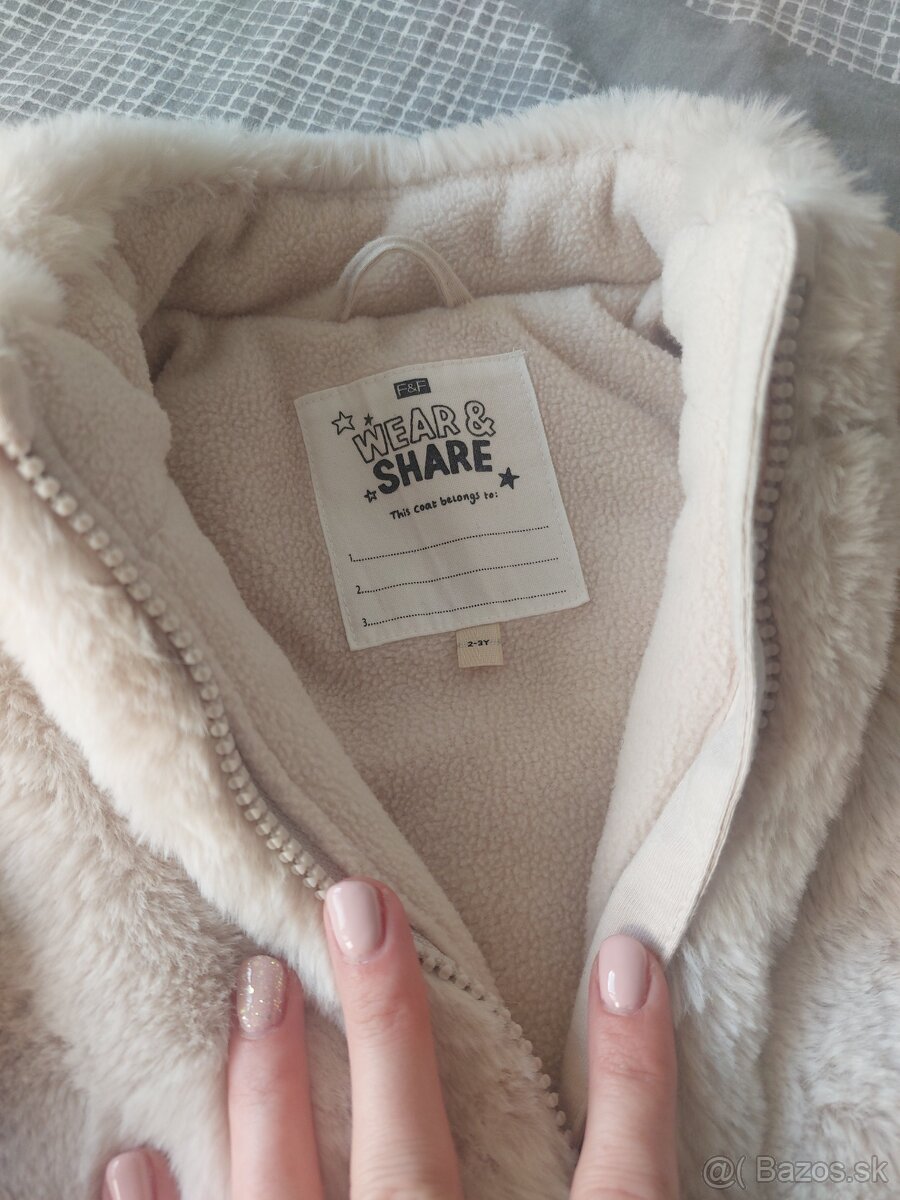 F&F
WEAR &
SHARE
This coat belongs to:
1.
2.
3.
2-3Y
@( Bazos.sk